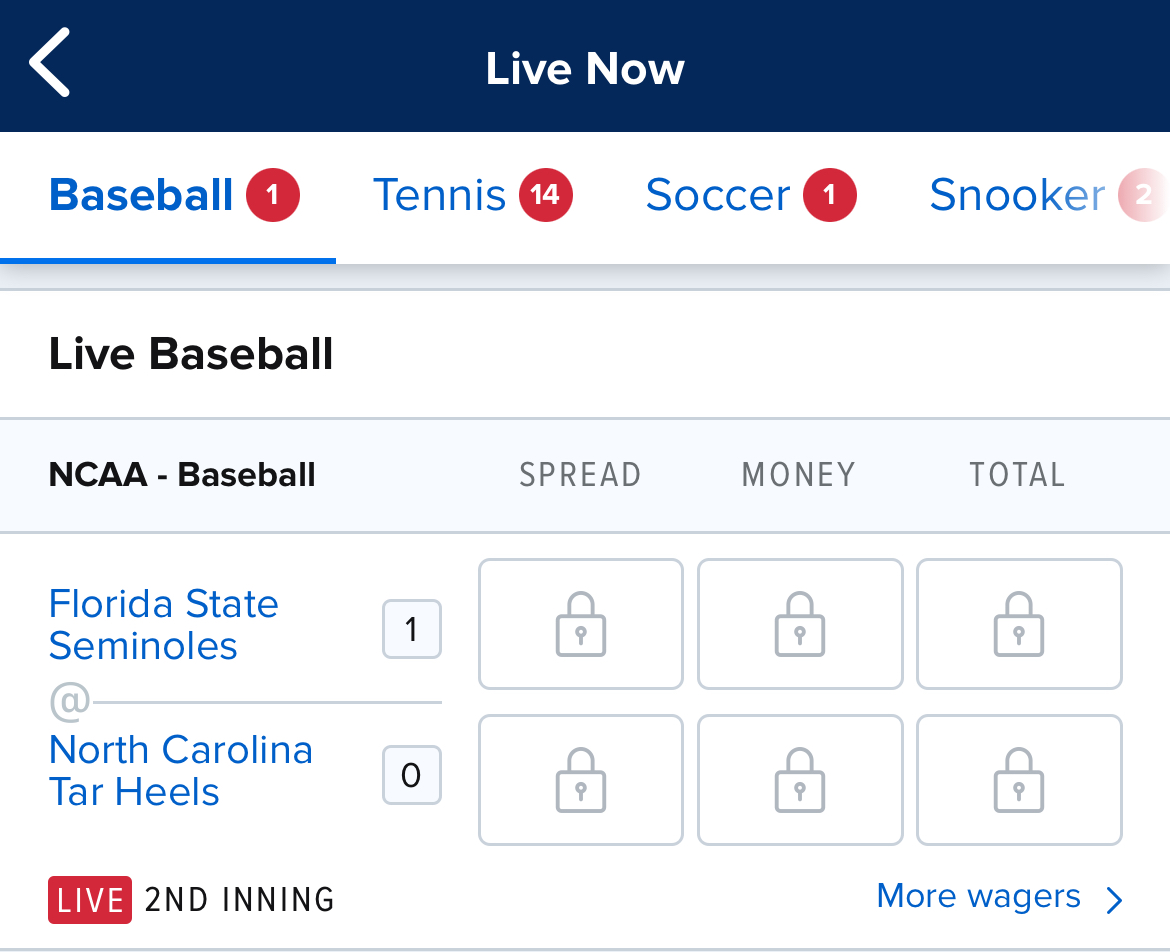 Live Now
Baseball 1 Tennis 14 Soccer 1 Snooker 2
Live Baseball
NCAA - Baseball SPREAD MONEY TOTAL
Florida State
Seminoles 1
@
North Carolina
Tar Heels 0
LIVE 2ND INNING More wagers